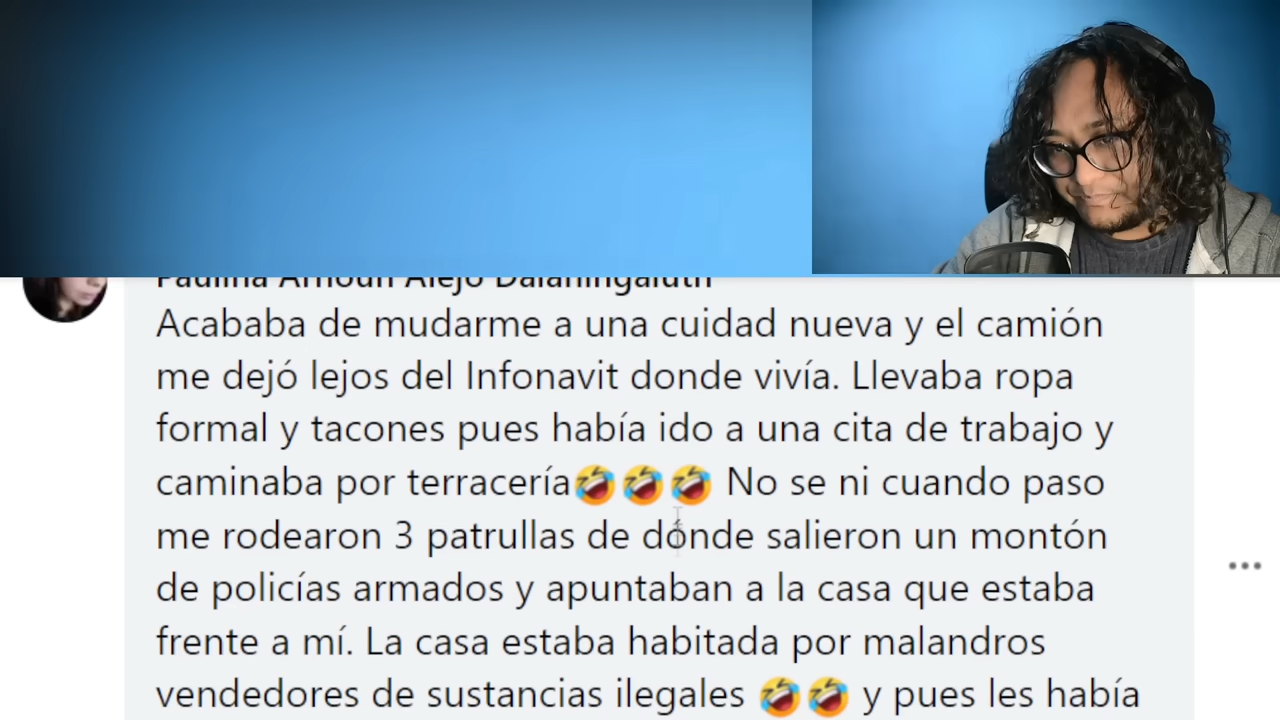 Acababa de mudarme a una cuidad nueva y el camión
me dejó lejos del Infonavit donde vivía. Llevaba ropa
formal y tacones pues había ido a una cita de trabajo y
caminaba por terracería🤣🤣🤣 No se ni cuando paso
me rodearon 3 patrullas de dónde salieron un montón
de policías armados y apuntaban a la casa que estaba
frente a mí. La casa estaba habitada por malandros
vendedores de sustancias ilegales 🤣🤣 y pues les había